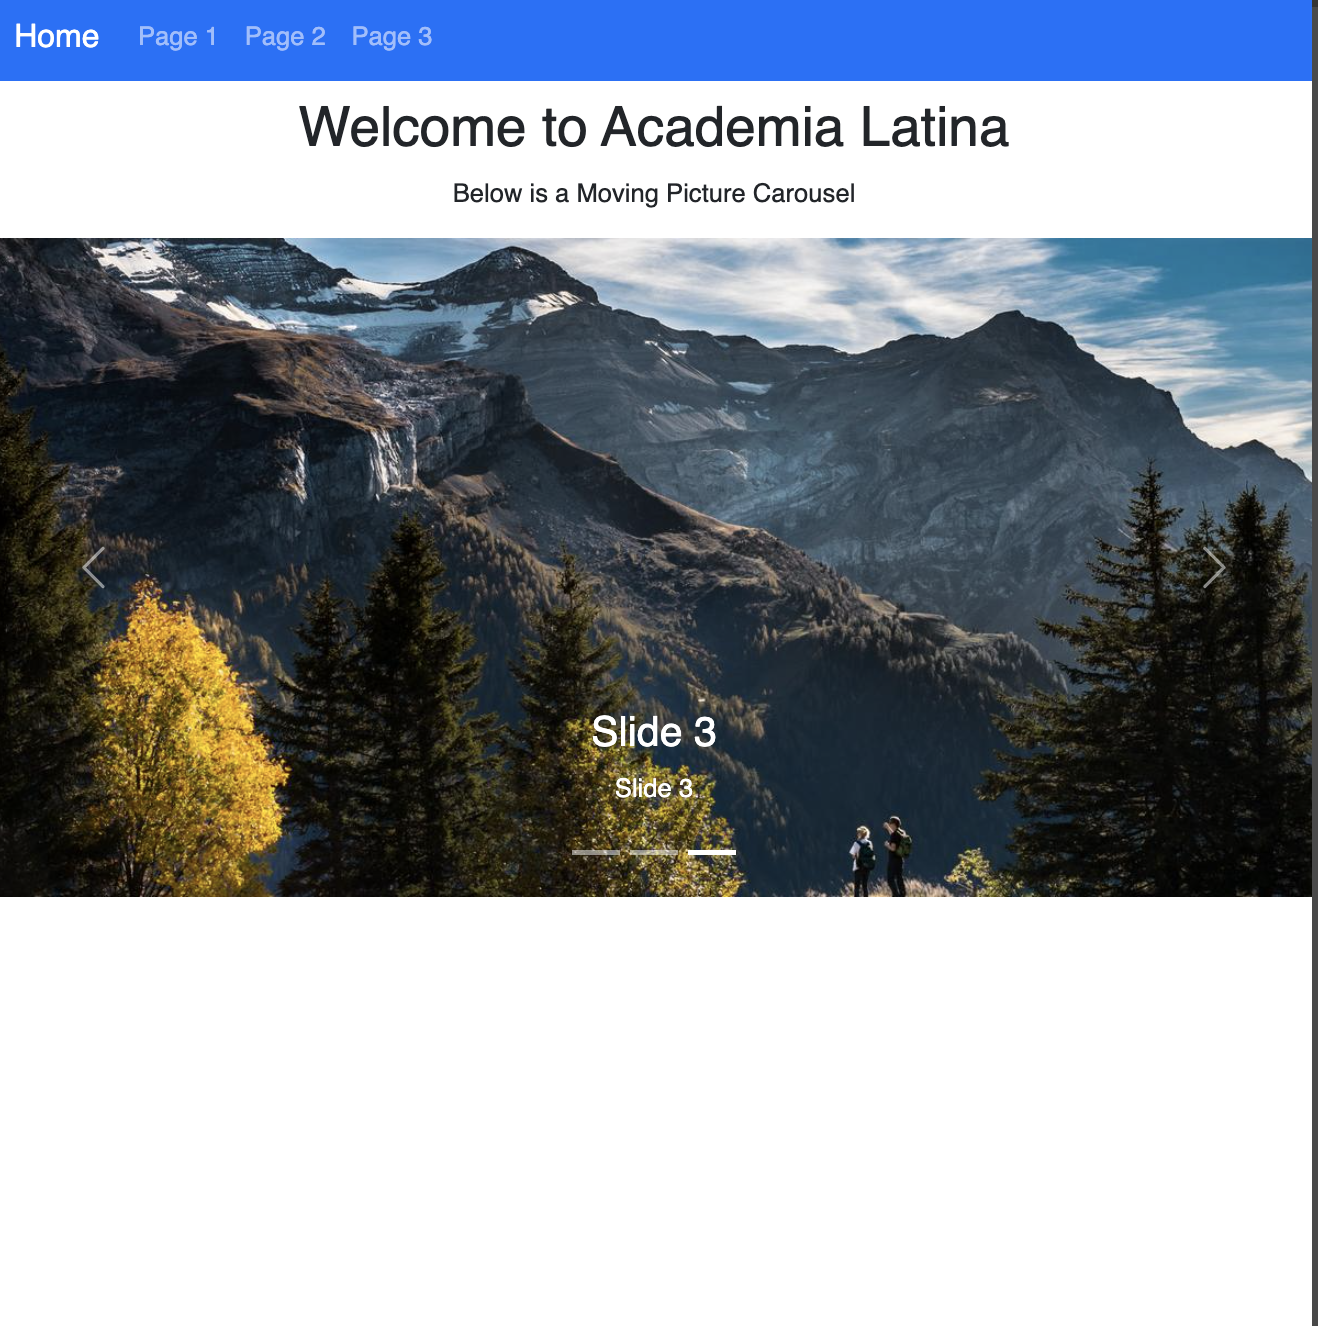 Home Page 1 Page 2 Page 3
Welcome to Academia Latina
Below is a Moving Picture Carousel
Slide 3
Slide 3.